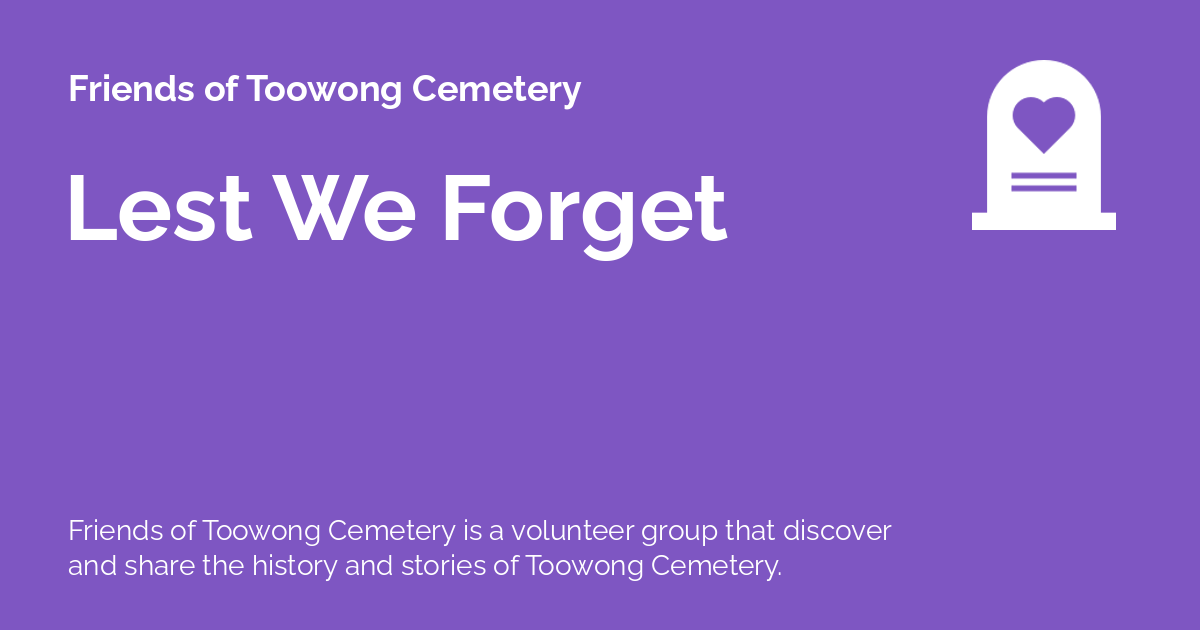 Friends of Toowong Cemetery
Lest We Forget
Friends of Toowong Cemetery is a volunteer group that discover
and share the history and stories of Toowong Cemetery.